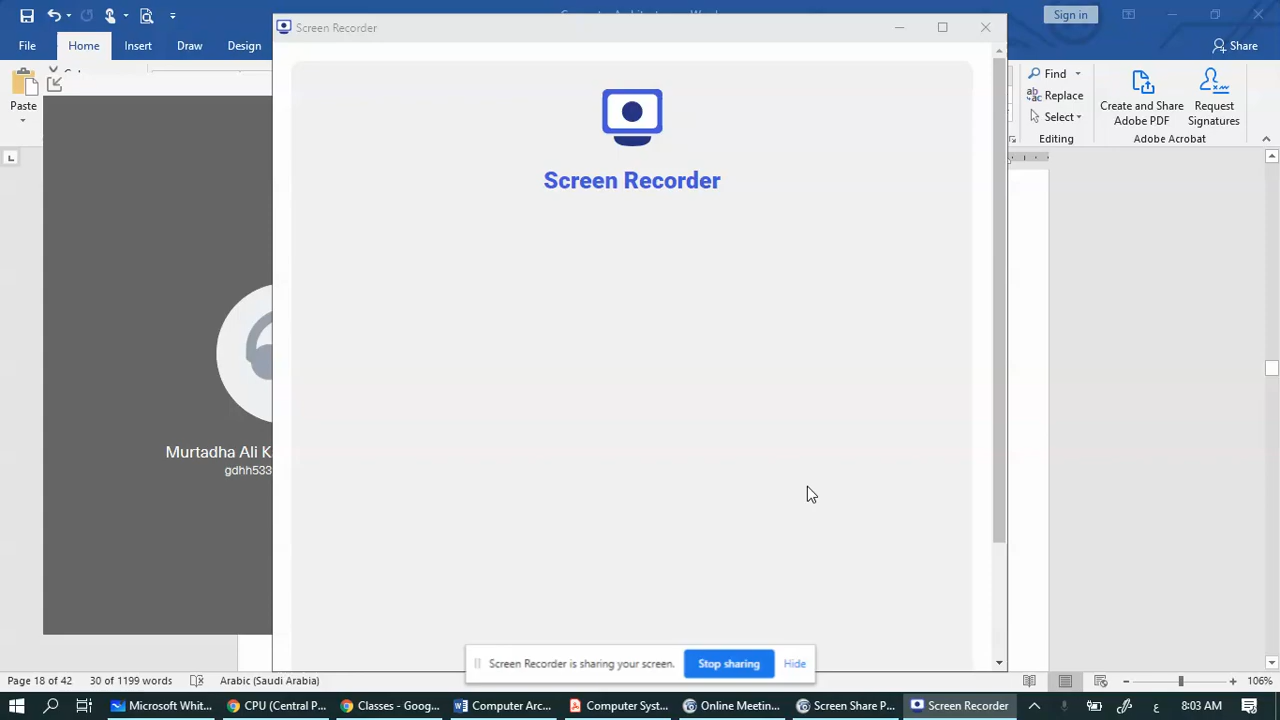 Screen Recorder
Sign in
File
Home
Insert
Draw
Design
Share
Paste
Find
Replace
Select
Editing
Create and Share
Adobe PDF
Request
Signatures
Adobe Acrobat
Screen Recorder
Murtadha Ali K
gdhh533
Screen Recorder is sharing your screen.
Stop sharing
Hide
Page 18 of 42
30 of 1199 words
Arabic (Saudi Arabia)
106%
Microsoft Whit...
CPU (Central P...
Classes - Goog...
Computer Arc...
Computer Syst...
Online Meetin...
Screen Share P...
Screen Recorder
ع
8:03 AM